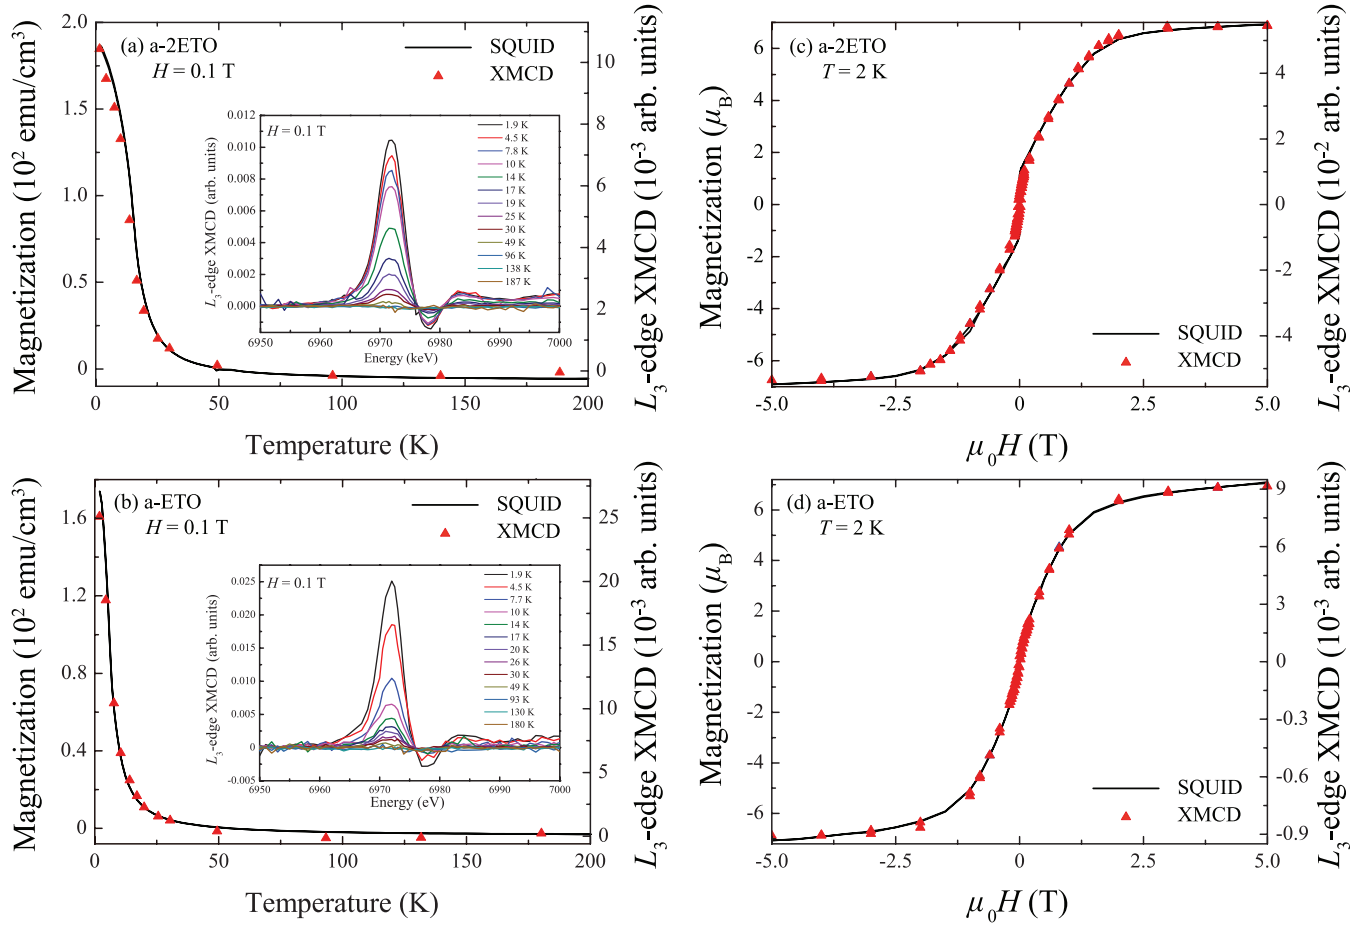 (a) a-2ETO
H = 0.1 T
SQUID
XMCD
Magnetization (10² emu/cm³)
2.0
1.5
1.0
0.5
0
L₃-edge XMCD (10⁻³ arb. units)
10
8
6
4
2
0
0 50 100 150 200
Temperature (K)
H = 0.1 T
L₃-edge XMCD (arb. units)
0.012
0.010
0.008
0.006
0.004
0.002
0.000
1.9 K
4.5 K
7.8 K
10 K
14 K
17 K
19 K
25 K
30 K
49 K
96 K
138 K
187 K
6950 6960 6970 6980 6990 7000
Energy (keV)
(c) a-2ETO
T = 2 K
Magnetization (μB)
6
4
2
0
-2
-4
-6
L₃-edge XMCD (10⁻² arb. units)
4
2
0
-2
-4
SQUID
XMCD
-5.0 -2.5 0 2.5 5.0
μ₀H (T)
(b) a-ETO
H = 0.1 T
SQUID
XMCD
Magnetization (10² emu/cm³)
1.6
1.2
0.8
0.4
0
L₃-edge XMCD (10⁻³ arb. units)
25
20
15
10
5
0
0 50 100 150 200
Temperature (K)
H = 0.1 T
L₃-edge XMCD (arb. units)
0.025
0.020
0.015
0.010
0.005
0
-0.005
1.9 K
4.5 K
7.7 K
10 K
14 K
17 K
20 K
26 K
30 K
49 K
93 K
130 K
180 K
6950 6960 6970 6980 6990 7000
Energy (eV)
(d) a-ETO
T = 2 K
Magnetization (μB)
6
4
2
0
-2
-4
-6
L₃-edge XMCD (10⁻³ arb. units)
9
6
3
0
-0.3
-0.6
-0.9
SQUID
XMCD
-5.0 -2.5 0 2.5 5.0
μ₀H (T)